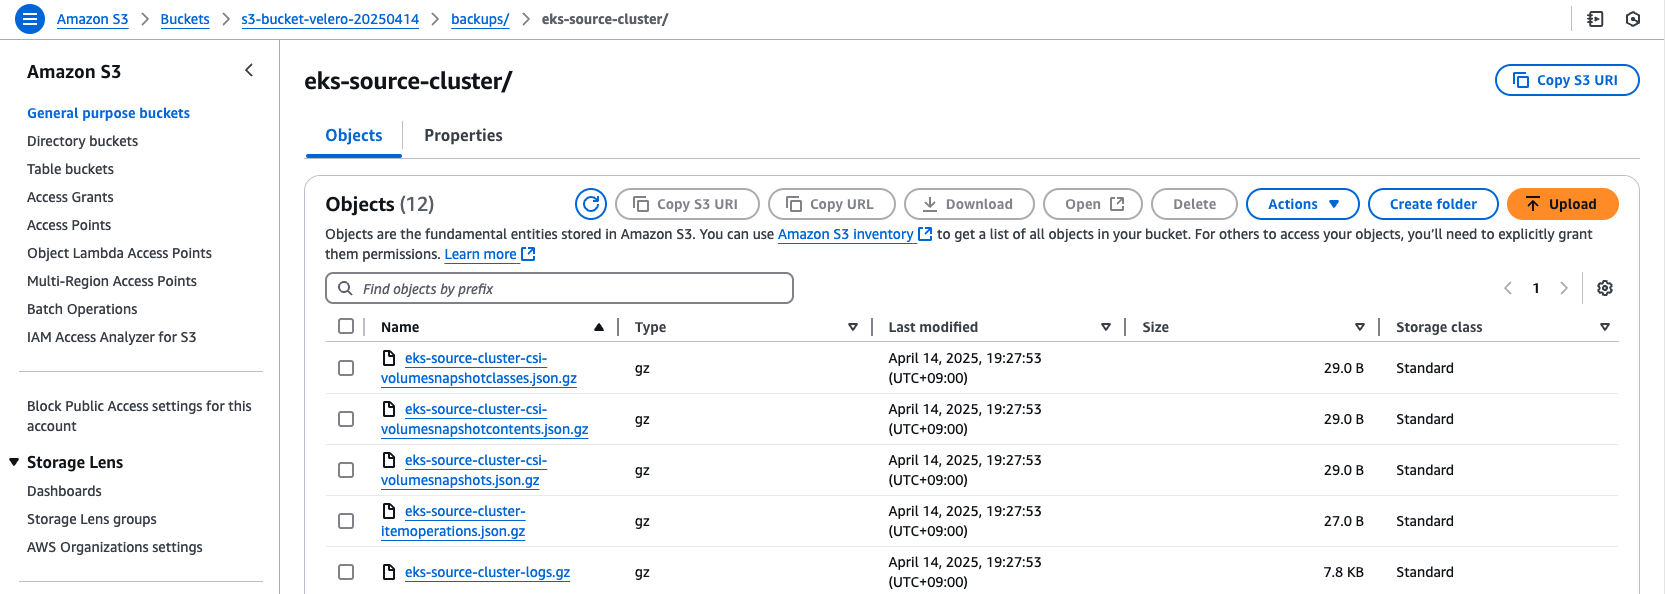 Amazon S3 > Buckets > s3-bucket-velero-20250414 > backups/ > eks-source-cluster/
Amazon S3
General purpose buckets
Directory buckets
Table buckets
Access Grants
Access Points
Object Lambda Access Points
Multi-Region Access Points
Batch Operations
IAM Access Analyzer for S3
Block Public Access settings for this
account
Storage Lens
Dashboards
Storage Lens groups
AWS Organizations settings
eks-source-cluster/
Copy S3 URI
Objects Properties
Objects (12)
Copy S3 URI Copy URL Download Open Delete Actions Create folder Upload
Objects are the fundamental entities stored in Amazon S3. You can use Amazon S3 inventory to get a list of all objects in your bucket. For others to access your objects, you'll need to explicitly grant
them permissions. Learn more
Find objects by prefix
1
Name Type Last modified Size Storage class
eks-source-cluster-csi-
volumesnapshotclasses.json.gz
gz
April 14, 2025, 19:27:53
(UTC+09:00)
29.0 B
Standard
eks-source-cluster-csi-
volumesnapshotcontents.json.gz
gz
April 14, 2025, 19:27:53
(UTC+09:00)
29.0 B
Standard
eks-source-cluster-csi-
volumesnapshots.json.gz
gz
April 14, 2025, 19:27:53
(UTC+09:00)
29.0 B
Standard
eks-source-cluster-
itemoperations.json.gz
gz
April 14, 2025, 19:27:53
(UTC+09:00)
27.0 B
Standard
eks-source-cluster-logs.gz
gz
April 14, 2025, 19:27:53
(UTC+09:00)
7.8 KB
Standard